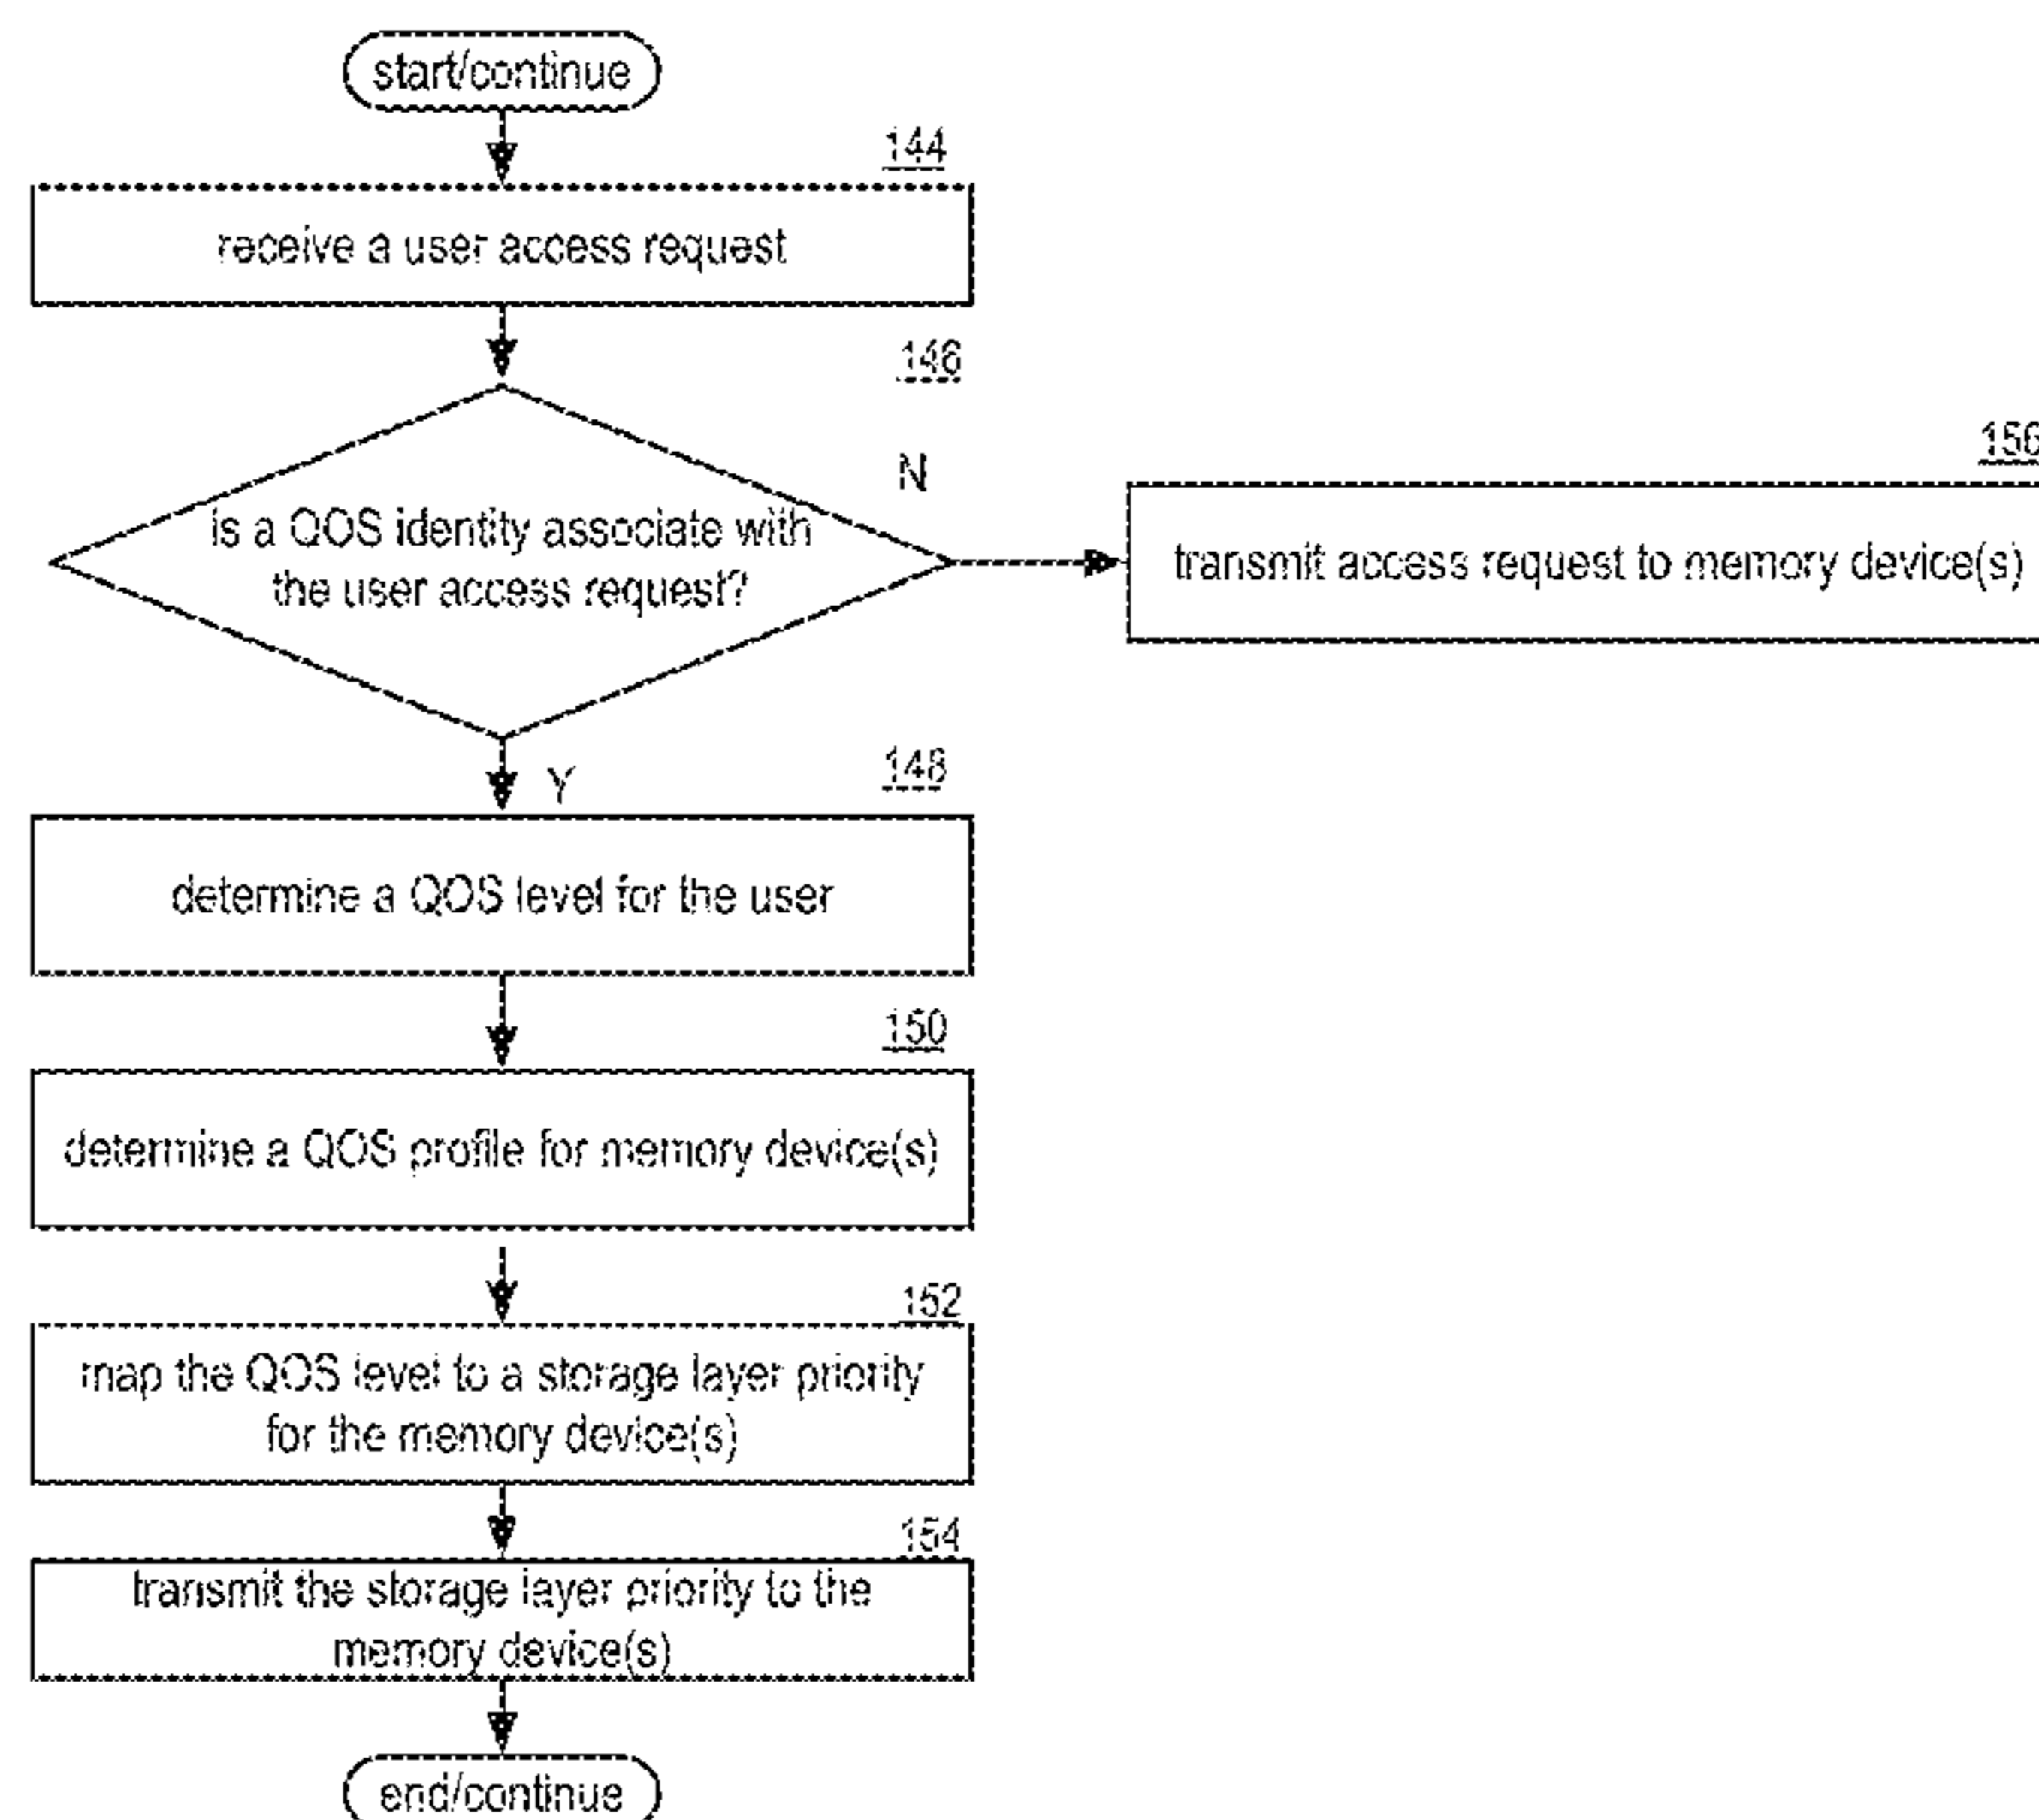 start/continue
144
receive a user access request
146
N
156
is a QOS identity associate with
the user access request?
transmit access request to memory device(s)
Y
148
determine a QOS level for the user
150
determine a QOS profile for memory device(s)
152
map the QOS level to a storage layer priority
for the memory device(s)
154
transmit the storage layer priority to the
memory device(s)
end/continue